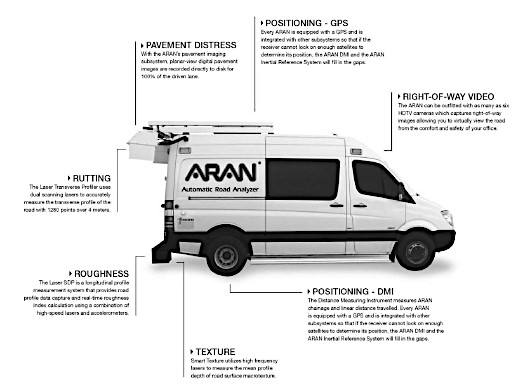 POSITIONING - GPS
Every ARAN is equipped with a GPS and is
integrated with other subsystems so that if the
receiver cannot lock on enough satellites to
determine its position, the ARAN DMI and the ARAN
Inertial Reference System will fill in the gaps.
PAVEMENT DISTRESS
With the ARAN's pavement imaging
subsystem, planar-view digital pavement
images are recorded directly to disk for
100% of the driven lane.
RIGHT-OF-WAY VIDEO
The ARAN can be outfitted with as many as six
HDTV cameras which capture right-of-way
images allowing you to virtually view the road
from the comfort and safety of your office.
RUTTING
The Laser Transverse Profiler uses
dual scanning lasers to accurately
measure the transverse profile of the
road with 1280 points over 4 meters.
ARAN
Automatic Road Analyzer
ROUGHNESS
The Laser SDP is a longitudinal profile
measurement system that provides road
profile data capture and real-time roughness
index calculation using a combination of
high-speed lasers and accelerometers.
POSITIONING - DMI
The Distance Measuring Instrument measures ARAN
chainage and linear distance travelled. Every ARAN
is equipped with a GPS and is integrated with other
subsystems so that if the receiver cannot lock on enough
satellites to determine its position, the ARAN DMI and the
ARAN Inertial Reference System will fill in the gaps.
TEXTURE
Smart Texture utilizes high frequency
lasers to measure the mean profile
depth of road surface macrotexture.